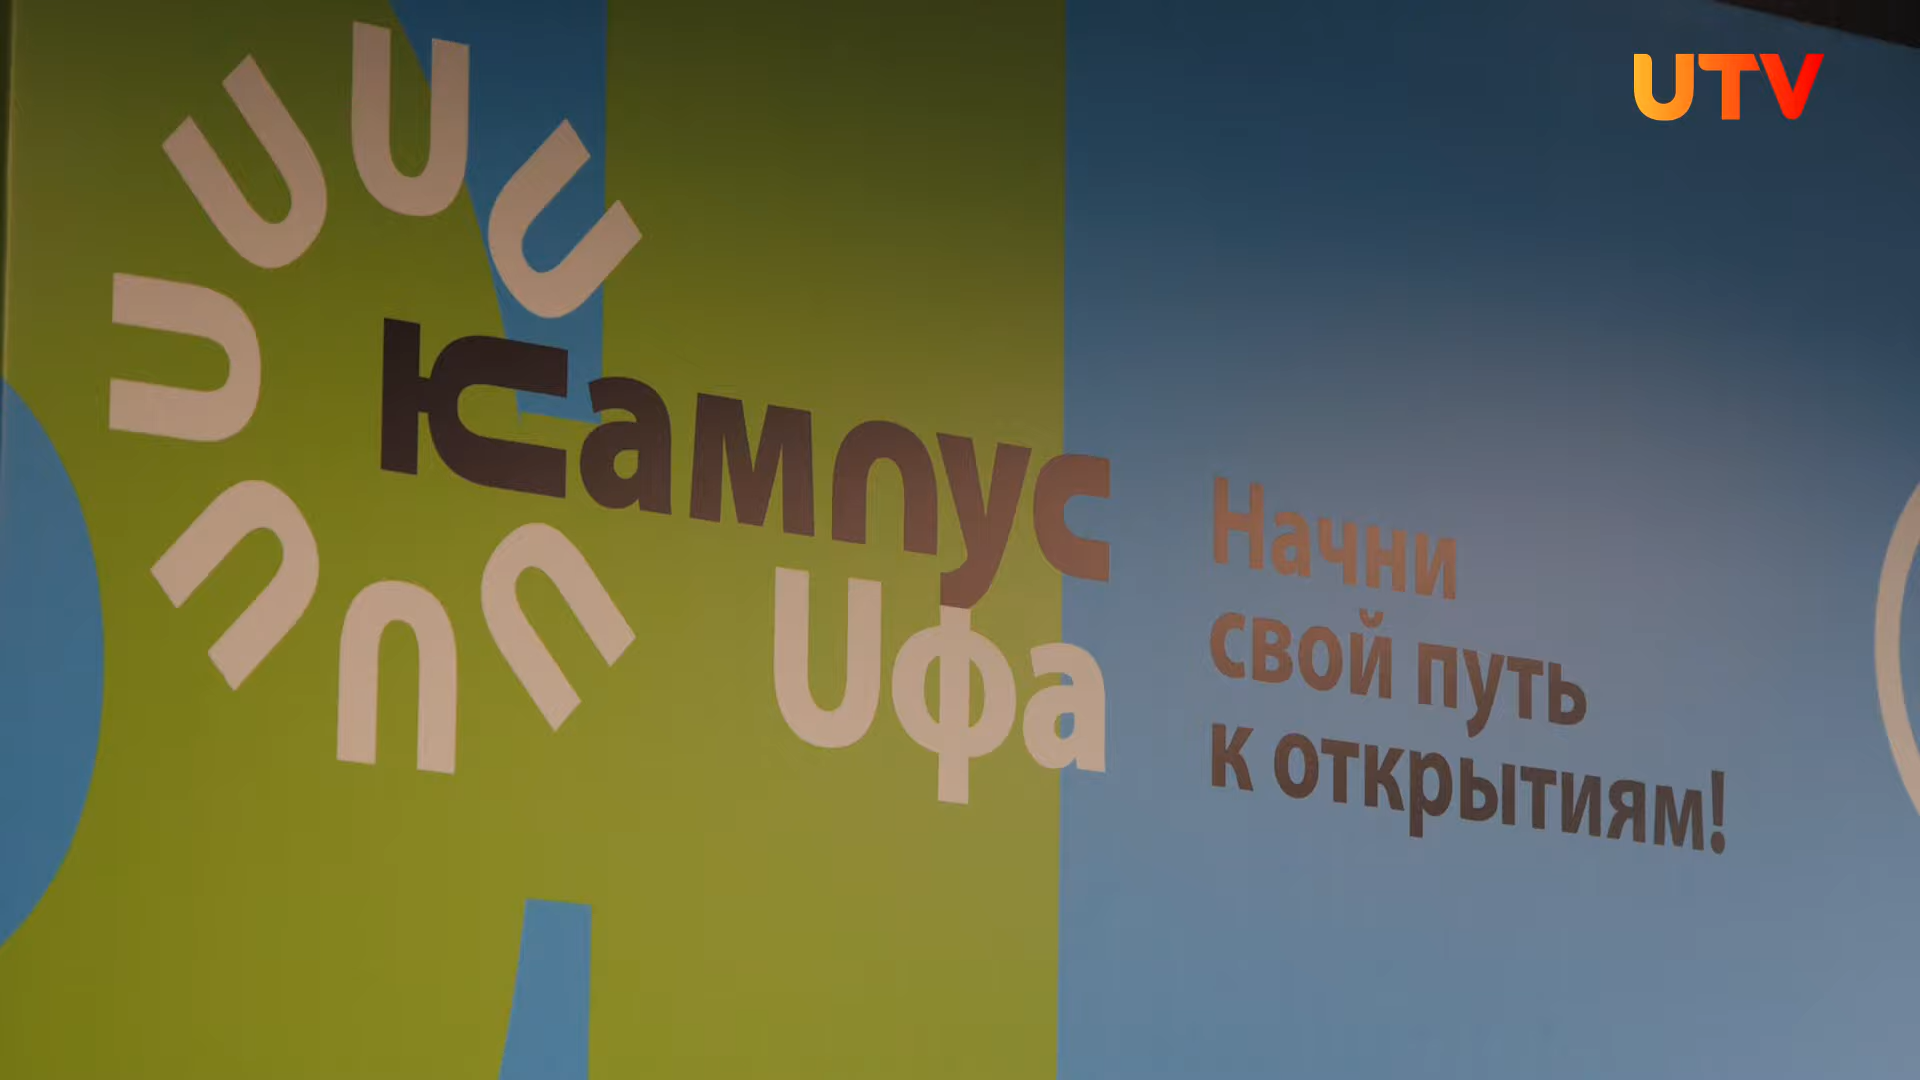 UTV
Кампус
Uфа
Начни
свой путь
к открытиям!